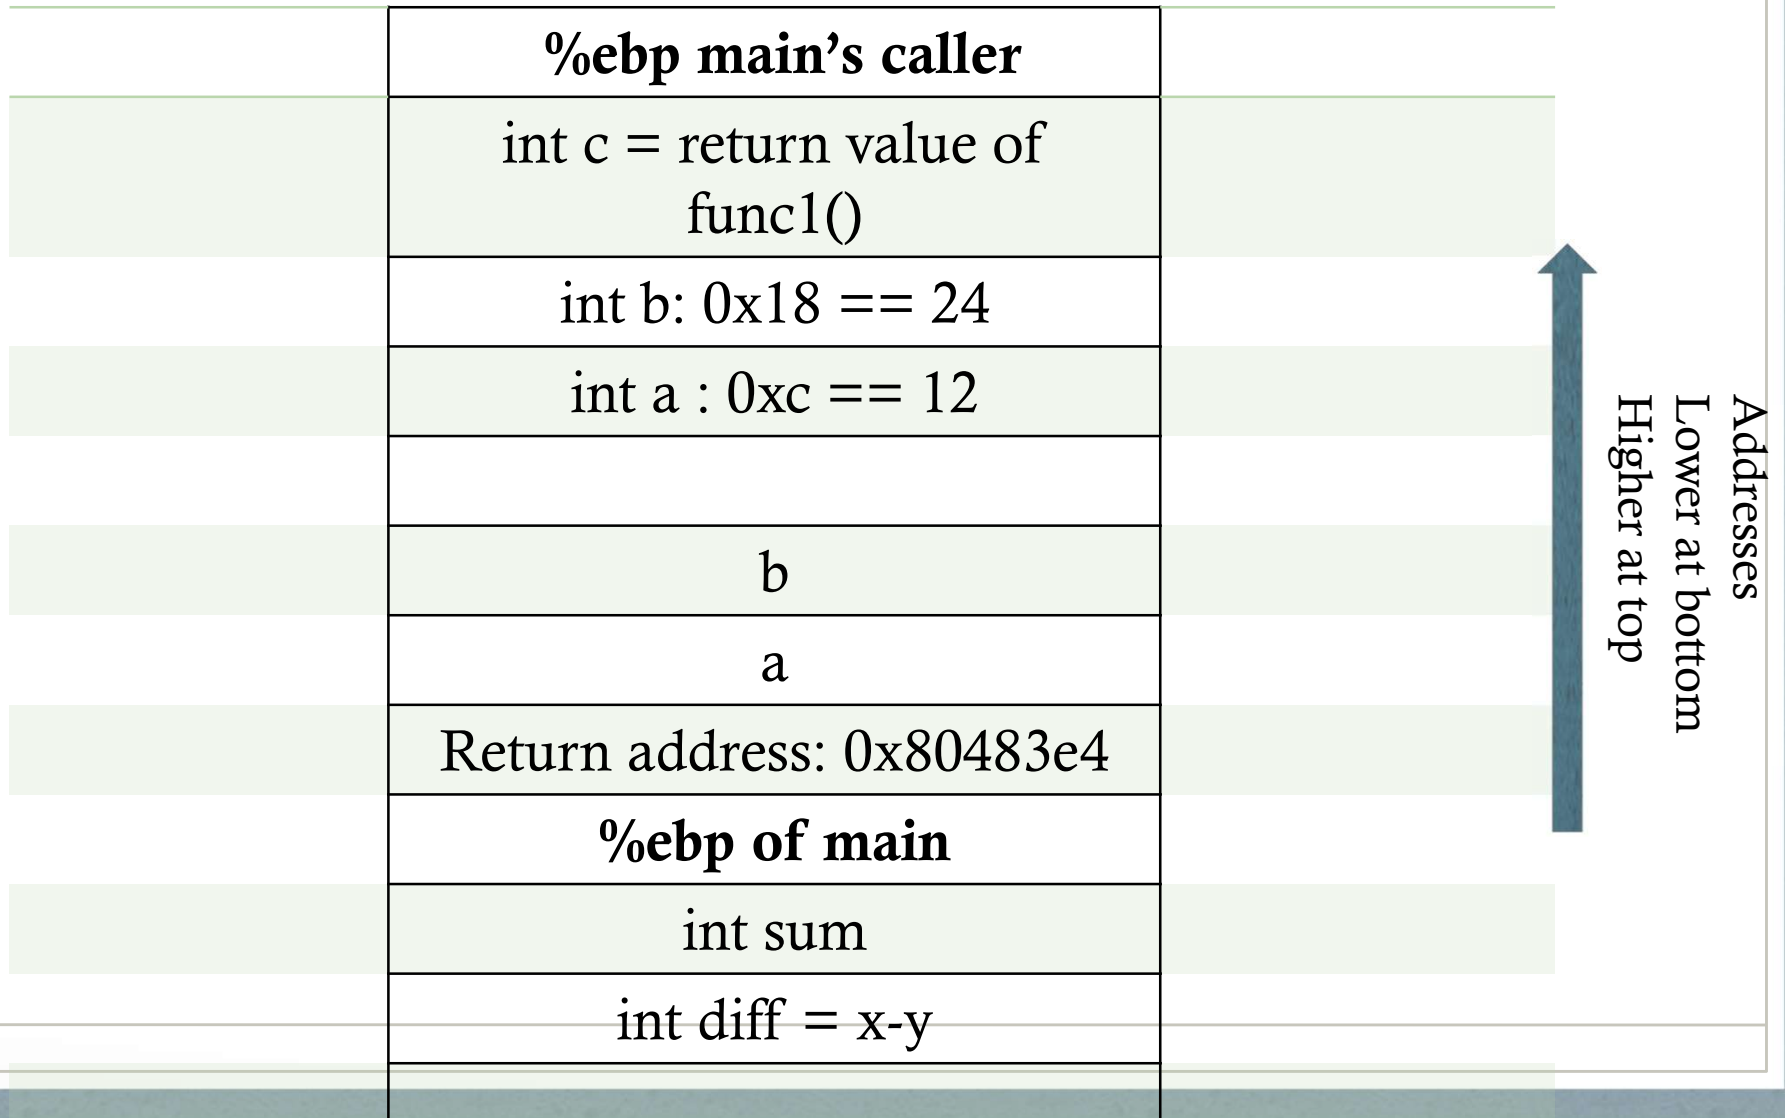 %ebp main’s caller
int c = return value of
func1()
int b: 0x18 == 24
int a : 0xc == 12
b
a
Return address: 0x80483e4
%ebp of main
int sum
int diff = x-y
Addresses
Lower at bottom
Higher at top